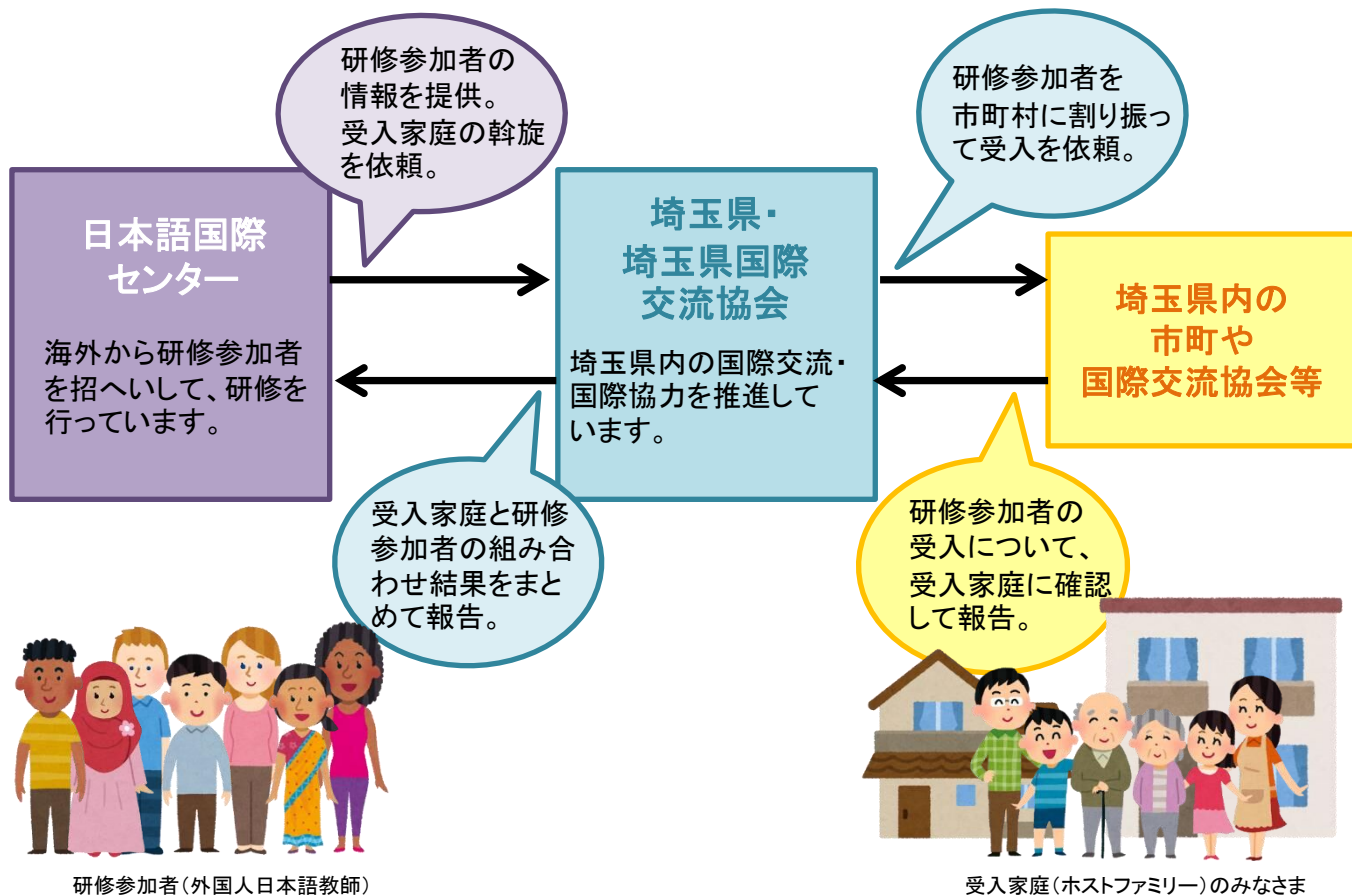 研修参加者の
情報を提供。
受入家庭の斡旋
を依頼。
研修参加者を
市町村に割り振っ
て受入を依頼。
日本語国際
センター
海外から研修参加者
を招へいして、研修を
行っています。
埼玉県・
埼玉県国際
交流協会
埼玉県内の国際交流・
国際協力を推進して
います。
埼玉県内の
市町や
国際交流協会等
受入家庭と研修
参加者の組み合
わせ結果をまと
めて報告。
研修参加者の
受入について、
受入家庭に確認
して報告。
研修参加者(外国人日本語教師)
受入家庭(ホストファミリー)のみなさま